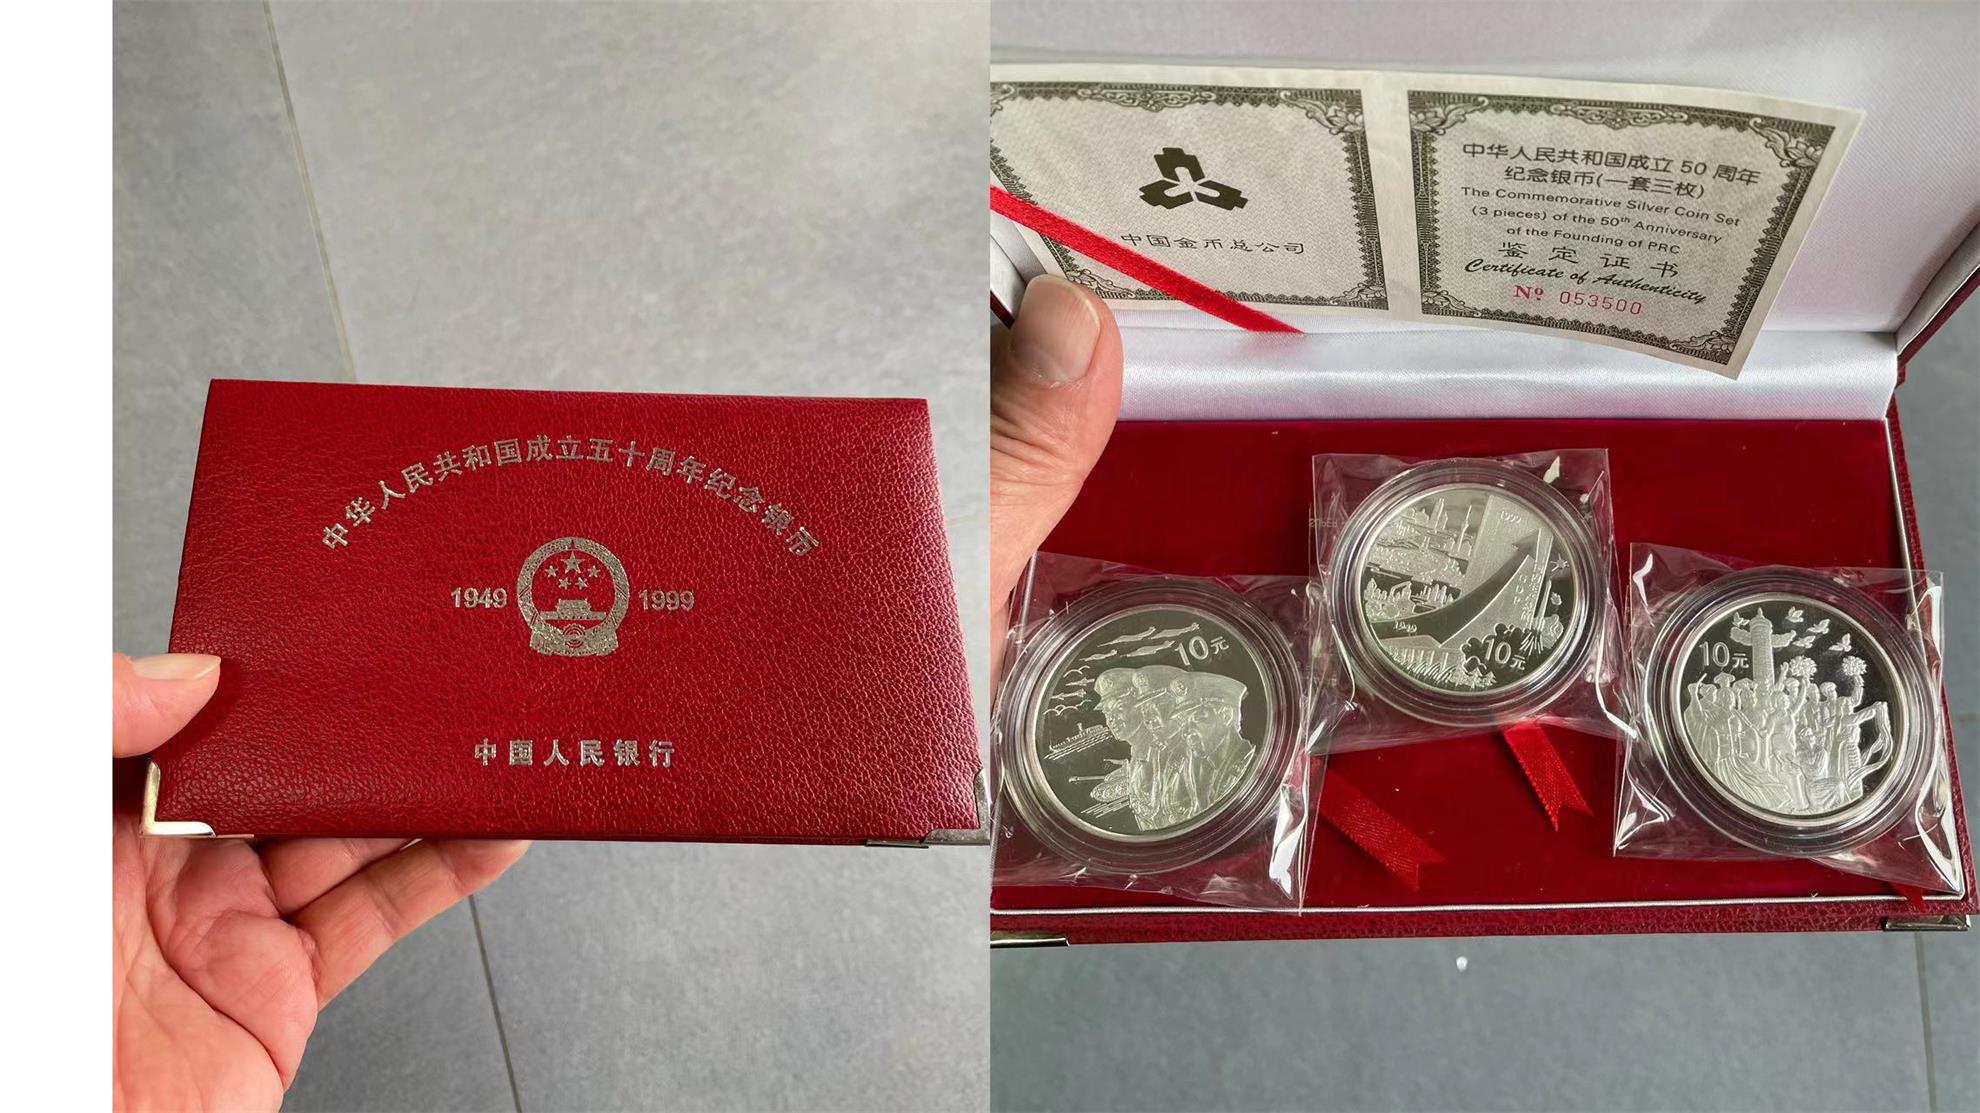 中华人民共和国成立五十周年纪念银币
1949 1999
中国人民银行
中国金币总公司
中华人民共和国成立50周年
纪念银币(一套三枚)
The Commemorative Silver Coin Set
(3 pieces) of the 50th Anniversary
of the Founding of PRC
鉴定证书
Certificate of Authenticity
Nº 053500
10元
1999
1949
10元
10元